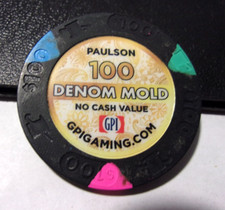 PAULSON
100
DENOM MOLD
NO CASH VALUE
GPI
GPIGAMING.COM